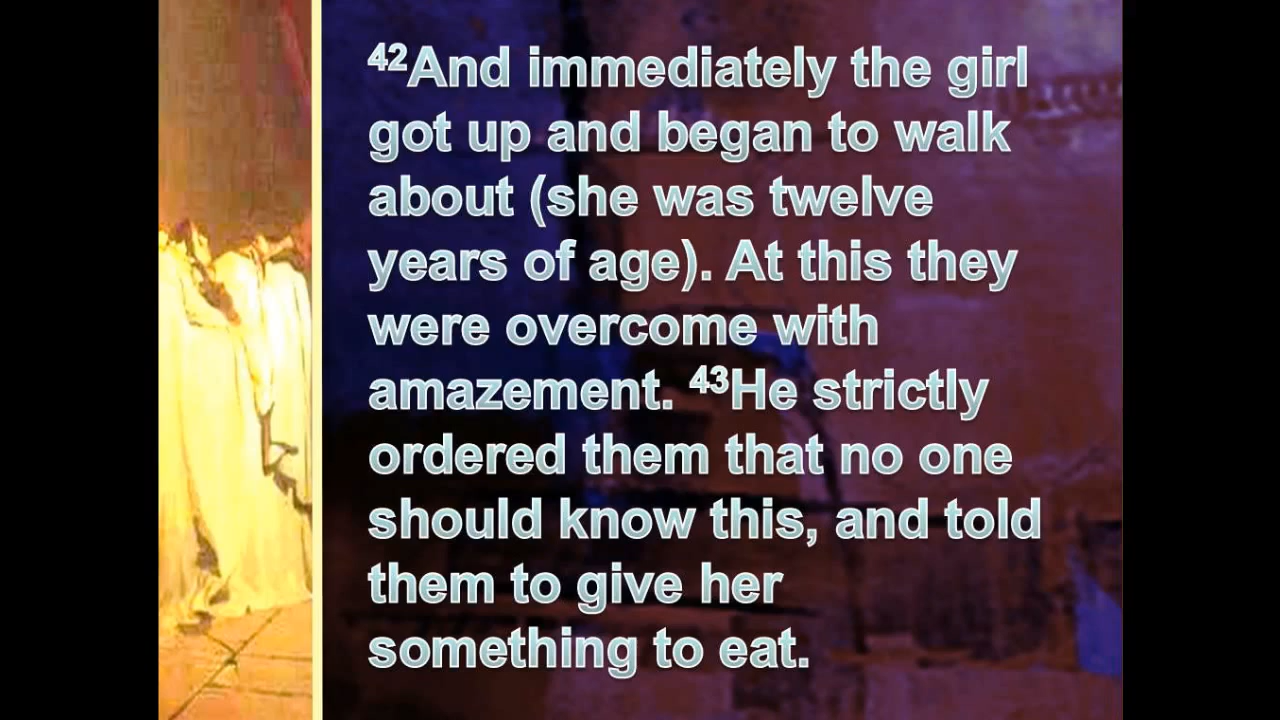 42And immediately the girl
got up and began to walk
about (she was twelve
years of age). At this they
were overcome with
amazement. 43He strictly
ordered them that no one
should know this, and told
them to give her
something to eat.